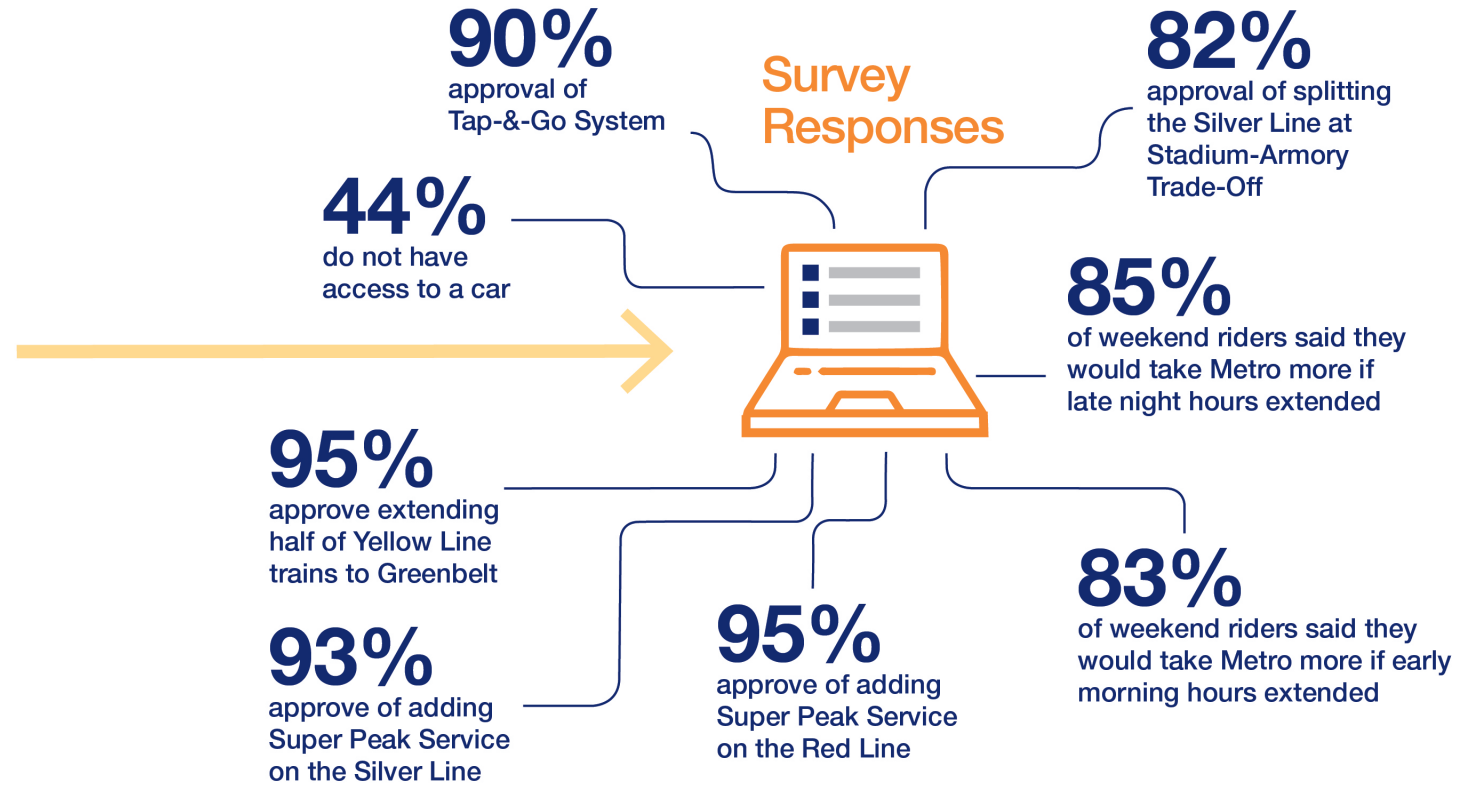 Survey
Responses
90%
approval of
Tap-&-Go System
82%
approval of splitting
the Silver Line at
Stadium-Armory
Trade-Off
44%
do not have
access to a car
85%
of weekend riders said they
would take Metro more if
late night hours extended
95%
approve extending
half of Yellow Line
trains to Greenbelt
93%
approve of adding
Super Peak Service
on the Silver Line
95%
approve of adding
Super Peak Service
on the Red Line
83%
of weekend riders said they
would take Metro more if early
morning hours extended